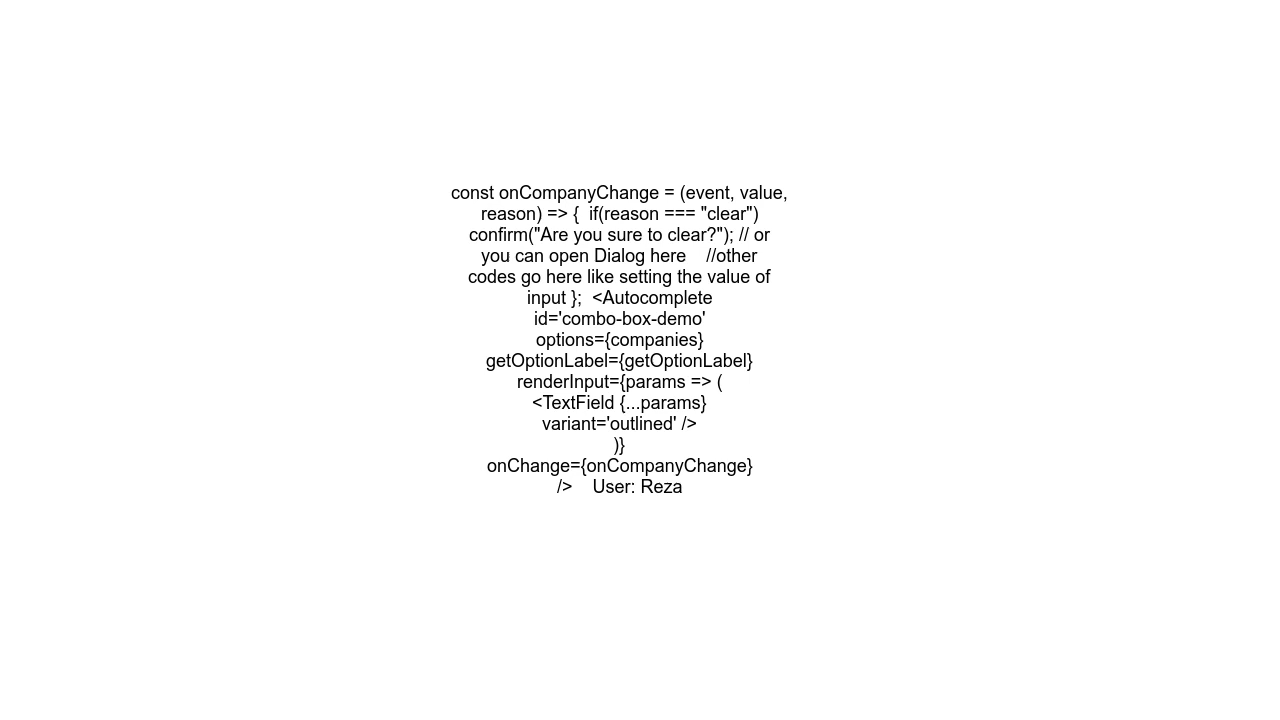 const onCompanyChange = (event, value,
reason) => {  if(reason === "clear")
confirm("Are you sure to clear?"); // or
you can open Dialog here    //other
codes go here like setting the value of
input };  <Autocomplete
id='combo-box-demo'
options={companies}
getOptionLabel={getOptionLabel}
renderInput={params => (
<TextField {...params}
variant='outlined' />
)}
onChange={onCompanyChange}
/>    User: Reza